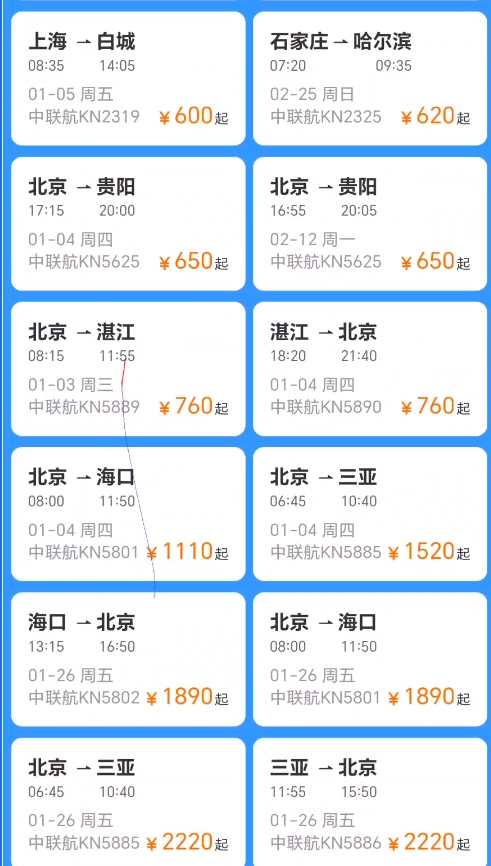 上海 ⇀ 白城
08:35 14:05
01-05 周五
中联航KN2319 ¥600起
石家庄 ⇀ 哈尔滨
07:20 09:35
02-25 周日
中联航KN2325 ¥620起
北京 ⇀ 贵阳
17:15 20:00
01-04 周四
中联航KN5625 ¥650起
北京 ⇀ 贵阳
16:55 20:05
02-12 周一
中联航KN5625 ¥650起
北京 ⇀ 湛江
08:15 11:55
01-03 周三
中联航KN5889 ¥760起
湛江 ⇀ 北京
18:20 21:40
01-04 周四
中联航KN5890 ¥760起
北京 ⇀ 海口
08:00 11:50
01-04 周四
中联航KN5801 ¥1110起
北京 ⇀ 三亚
06:45 10:40
01-04 周四
中联航KN5885 ¥1520起
海口 ⇀ 北京
13:15 16:50
01-26 周五
中联航KN5802 ¥1890起
北京 ⇀ 海口
08:00 11:50
01-26 周五
中联航KN5801 ¥1890起
北京 ⇀ 三亚
06:45 10:40
01-26 周五
中联航KN5885 ¥2220起
三亚 ⇀ 北京
11:55 15:50
01-26 周五
中联航KN5886 ¥2220起